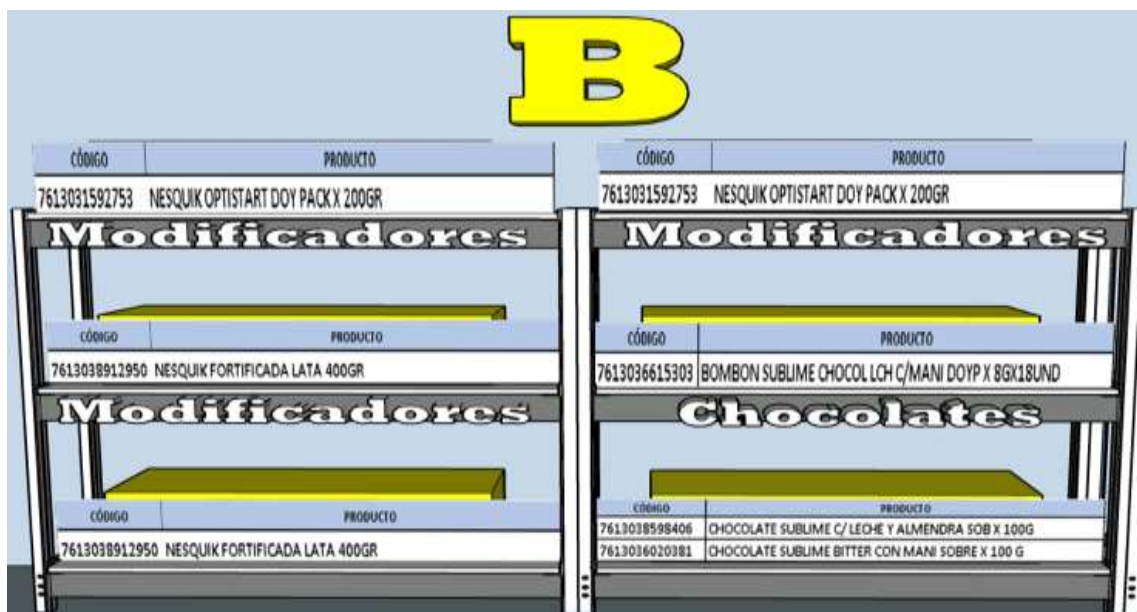 B
CÓDIGO PRODUCTO
7613031592753 NESQUIK OPTISTART DOY PACK X 200GR
Modificadores
CÓDIGO PRODUCTO
7613038912950 NESQUIK FORTIFICADA LATA 400GR
Modificadores
CÓDIGO PRODUCTO
7613038912950 NESQUIK FORTIFICADA LATA 400GR
CÓDIGO PRODUCTO
7613031592753 NESQUIK OPTISTART DOY PACK X 200GR
Modificadores
CÓDIGO PRODUCTO
7613036615303 BOMBON SUBLIME CHOCOL LCH C/MANI DOYP X 8GX18UND
Chocolates
CÓDIGO PRODUCTO
7613038598406 CHOCOLATE SUBLIME C/ LECHE Y ALMENDRA SOB X 100G
7613036020381 CHOCOLATE SUBLIME BITTER CON MANI SOBRE X 100 G